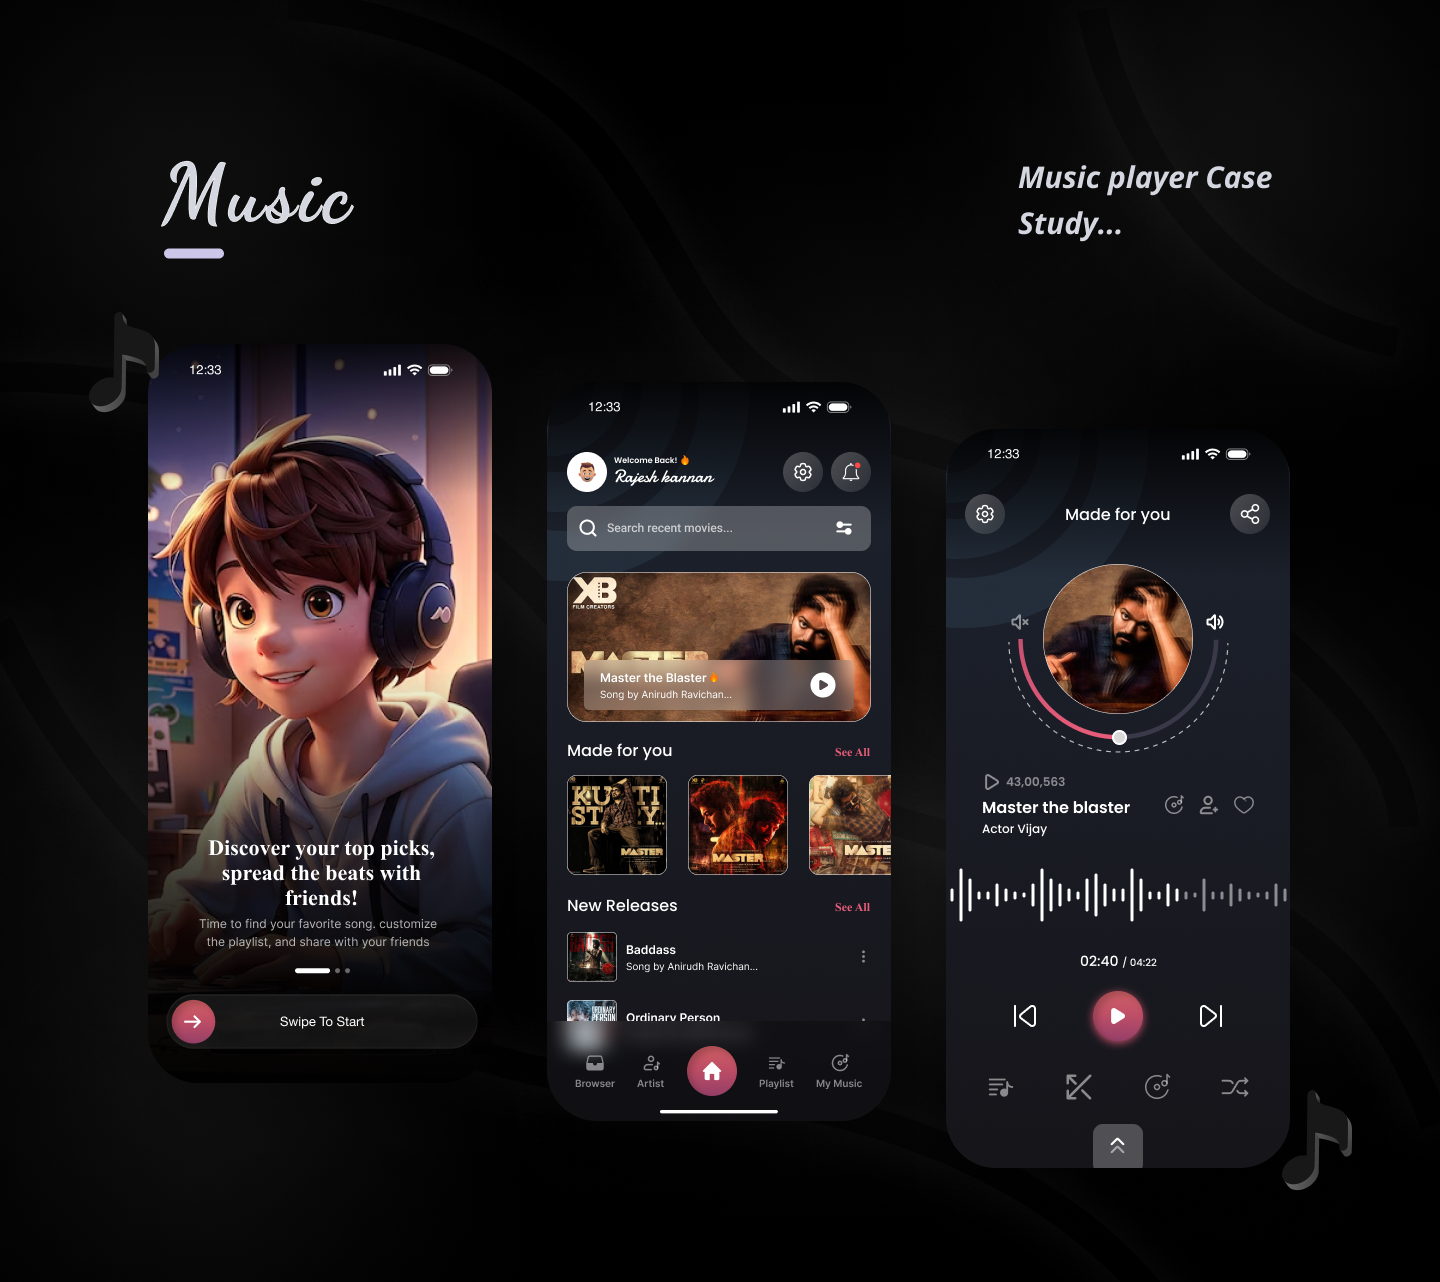 Music
Music player Case
Study...
12:33
Discover your top picks,
spread the beats with
friends!
Time to find your favorite song. customize
the playlist, and share with your friends
Swipe To Start
12:33
Welcome Back!
Rajesh kannan
Search recent movies...
XB
FILM CREATORS
MASTER
Master the Blaster
Song by Anirudh Ravichan...
Made for you
See All
KUTTI
STORY...
MASTER
MASTER
MASTE
New Releases
See All
Baddass
Song by Anirudh Ravichan...
ORDINARY
PERSON
Ordinary Person
Browser
Artist
Playlist
My Music
12:33
Made for you
43,00,563
Master the blaster
Actor Vijay
02:40 / 04:22